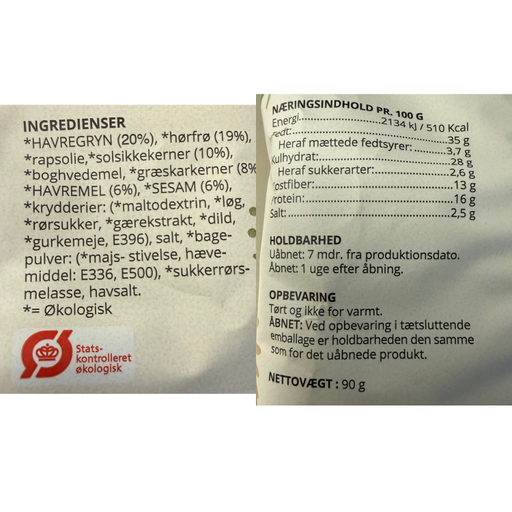 INGREDIENSER
*HAVREGRYN (20%), *hørfrø (19%),
*rapsolie,*solsikkekerner (10%),
*boghvedemel, *græskarkerner (8%
*HAVREMEL (6%), *SESAM (6%),
*krydderier: (*maltodextrin, *løg,
*rørsukker, *gærekstrakt, *dild,
*gurkemeje, E396), salt, *bage-
pulver: (*majs- stivelse, hæve-
middel: E336, E500), *sukkerrørs-
melasse, havsalt.
*= Økologisk
Stats-
kontrolleret
økologisk
NÆRINGSINDHOLD PR. 100 G
Energi....2134 kJ / 510 Kcal
Fedt:....35 g
Heraf mættede fedtsyrer:....3,7 g
Kulhydrat:....28 g
Heraf sukkerarter:....2,6 g
ostfiber:....13 g
rotein:....16 g
Salt:....2,5 g
HOLDBARHED
Uåbnet: 7 mdr. fra produktionsdato.
Åbnet: 1 uge efter åbning.
OPBEVARING
Tørt og ikke for varmt.
ÅBNET: Ved opbevaring i tætsluttende
emballage er holdbarheden den samme
som for det uåbnede produkt.
NETTOVÆGT : 90 g